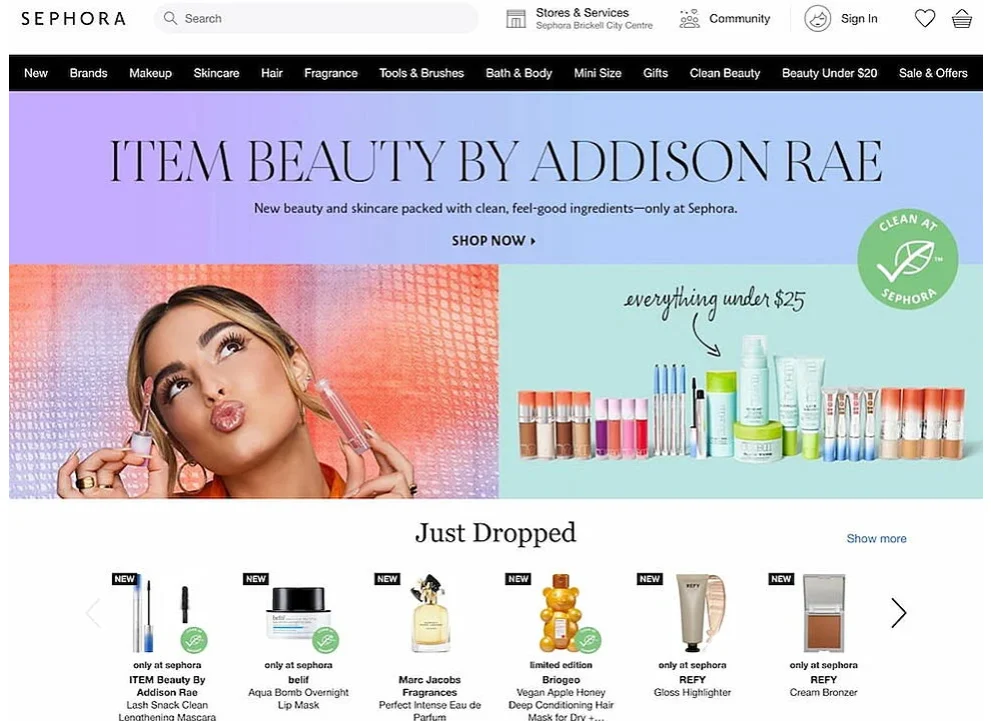 SEPHORA
Search
Stores & Services
Sephora Brickell City Centre
Community
Sign In
New Brands Makeup Skincare Hair Fragrance Tools & Brushes Bath & Body Mini Size Gifts Clean Beauty Beauty Under $20 Sale & Offers
ITEM BEAUTY BY ADDISON RAE
New beauty and skincare packed with clean, feel-good ingredients—only at Sephora.
SHOP NOW
CLEAN AT
SEPHORA
TM
everything under $25
Just Dropped
Show more
NEW
only at sephora
ITEM Beauty By
Addison Rae
Lash Snack Clean
Lengthening Mascara
NEW
belif
only at sephora
belif
Aqua Bomb Overnight
Lip Mask
NEW
Marc Jacobs
Fragrances
Perfect Intense Eau de
Parfum
NEW
limited edition
Briogeo
Vegan Apple Honey
Deep Conditioning Hair
Mask for Dry +...
NEW
REFY
only at sephora
REFY
Gloss Highlighter
NEW
only at sephora
REFY
Cream Bronzer